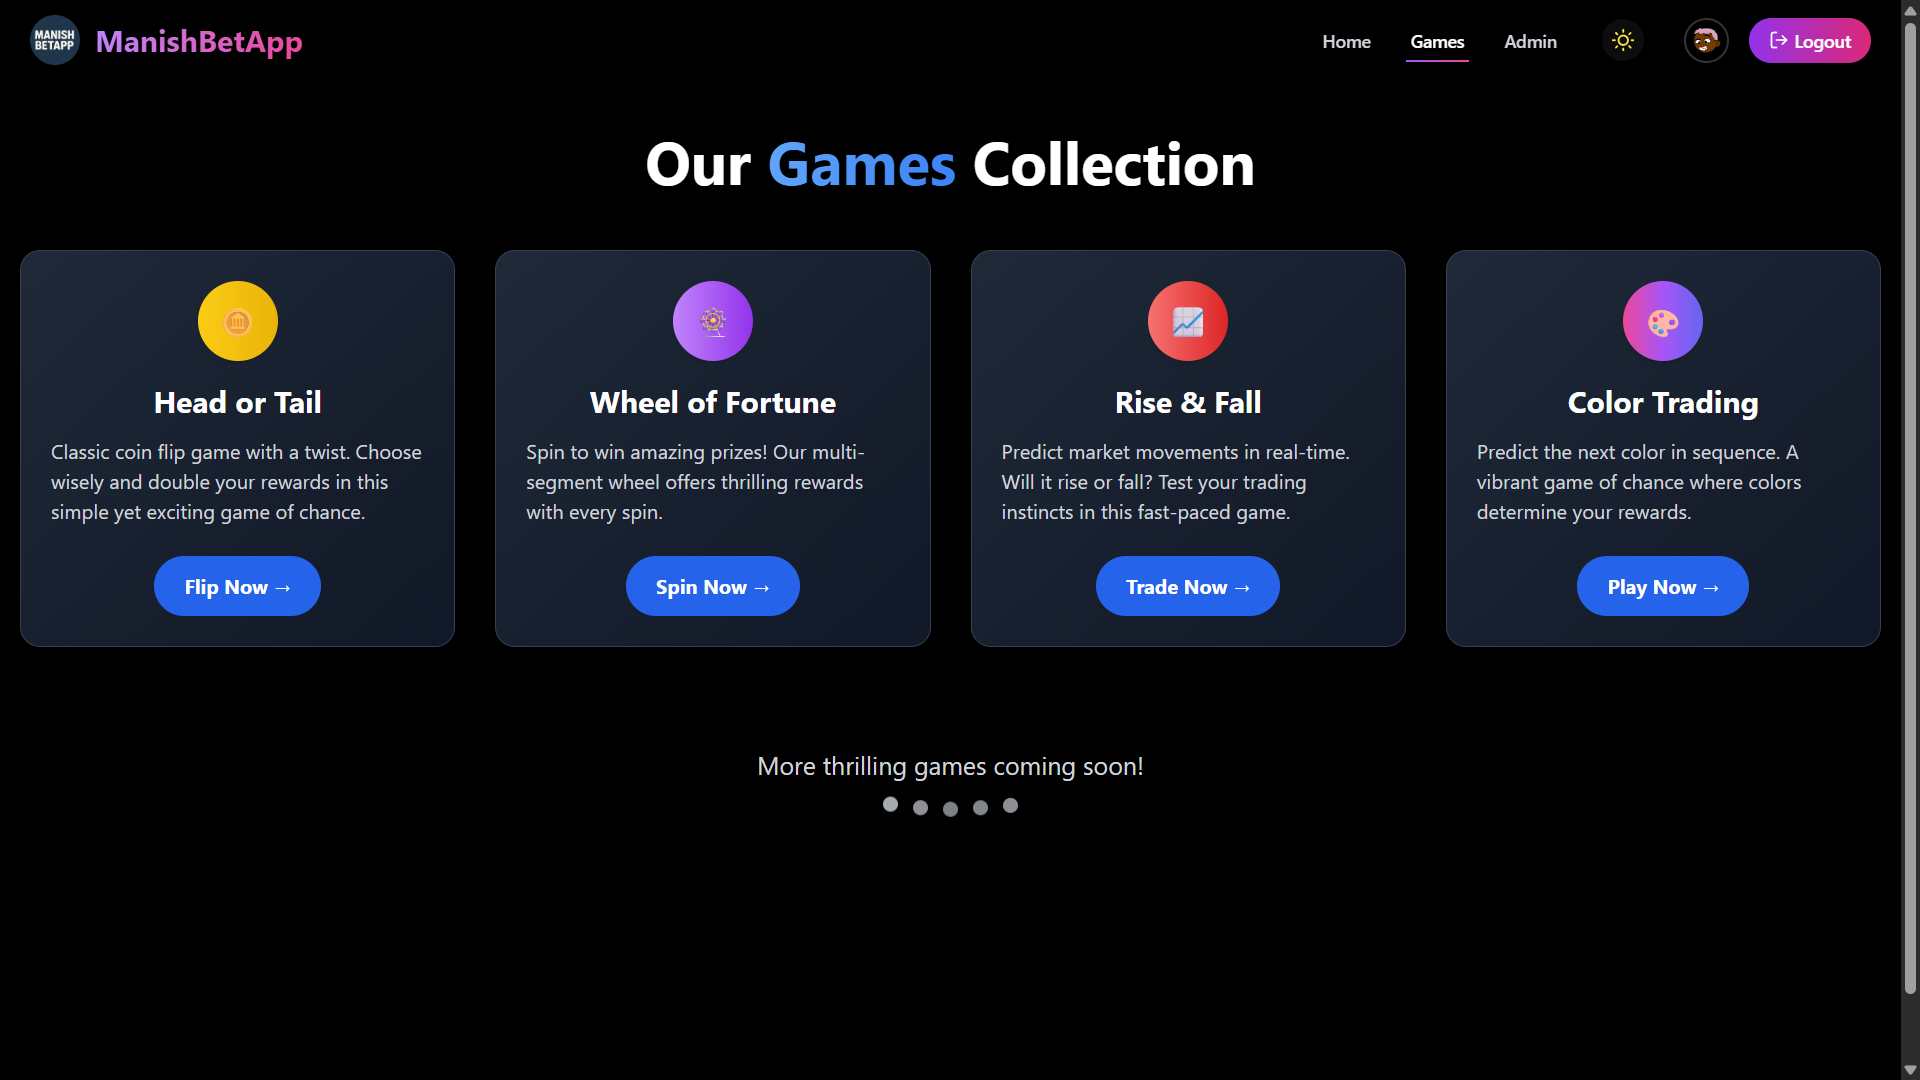 MANISH
BETAPP
ManishBetApp
Home
Games
Admin
Logout
Our Games Collection
Head or Tail
Classic coin flip game with a twist. Choose
wisely and double your rewards in this
simple yet exciting game of chance.
Flip Now →
Wheel of Fortune
Spin to win amazing prizes! Our multi-
segment wheel offers thrilling rewards
with every spin.
Spin Now →
Rise & Fall
Predict market movements in real-time.
Will it rise or fall? Test your trading
instincts in this fast-paced game.
Trade Now →
Color Trading
Predict the next color in sequence. A
vibrant game of chance where colors
determine your rewards.
Play Now →
More thrilling games coming soon!